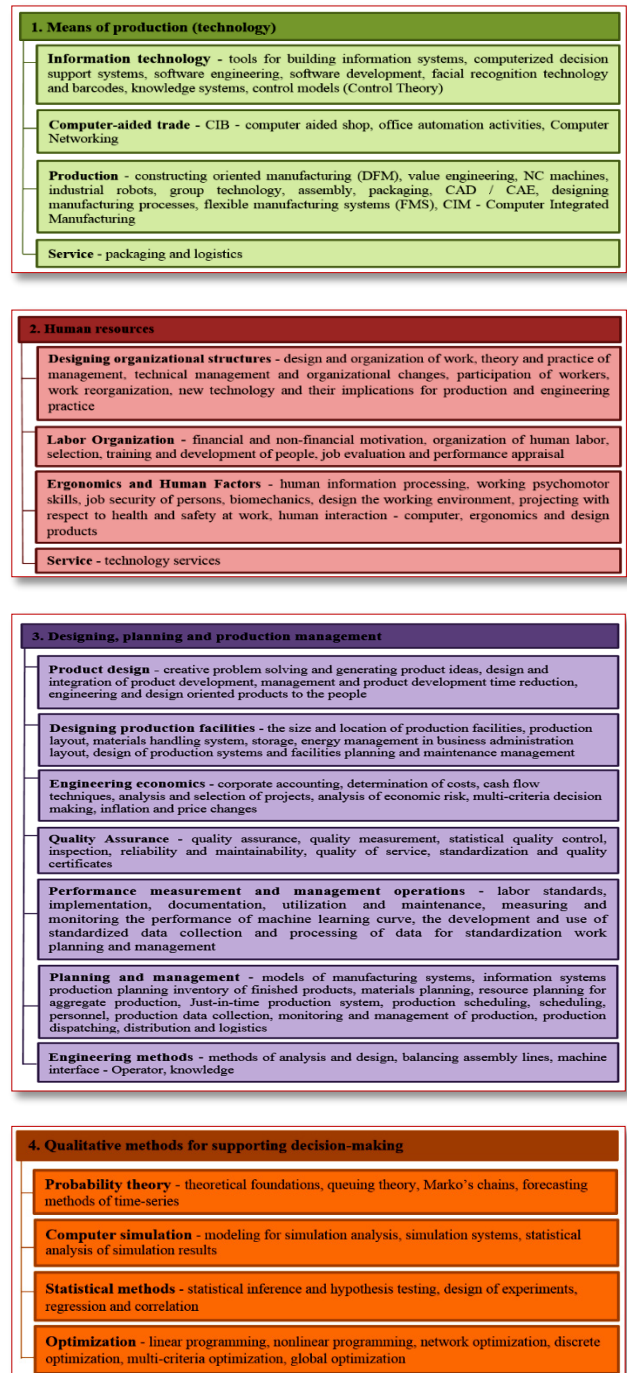 1. Means of production (technology)
Information technology - tools for building information systems, computerized decision
support systems, software engineering, software development, facial recognition technology
and barcodes, knowledge systems, control models (Control Theory)
Computer-aided trade - CIB - computer aided shop, office automation activities, Computer
Networking
Production - constructing oriented manufacturing (DFM), value engineering, NC machines,
industrial robots, group technology, assembly, packaging, CAD / CAE, designing
manufacturing processes, flexible manufacturing systems (FMS), CIM - Computer Integrated
Manufacturing
Service - packaging and logistics
2. Human resources
Designing organizational structures - design and organization of work, theory and practice of
management, technical management and organizational changes, participation of workers,
work reorganization, new technology and their implications for production and engineering
practice
Labor Organization - financial and non-financial motivation, organization of human labor,
selection, training and development of people, job evaluation and performance appraisal
Ergonomics and Human Factors - human information processing, working psychomotor
skills, job security of persons, biomechanics, design the working environment, projecting with
respect to health and safety at work, human interaction - computer, ergonomics and design
products
Service - technology services
3. Designing, planning and production management
Product design - creative problem solving and generating product ideas, design and
integration of product development, management and product development time reduction,
engineering and design oriented products to the people
Designing production facilities - the size and location of production facilities, production
layout, materials handling system, storage, energy management in business administration
layout, design of production systems and facilities planning and maintenance management
Engineering economics - corporate accounting, determination of costs, cash flow
techniques, analysis and selection of projects, analysis of economic risk, multi-criteria decision
making, inflation and price changes
Quality Assurance - quality assurance, quality measurement, statistical quality control,
inspection, reliability and maintainability, quality of service, standardization and quality
certificates
Performance measurement and management operations - labor standards,
implementation, documentation, utilization and maintenance, measuring and
monitoring the performance of machine learning curve, the development and use of
standardized data collection and processing of data for standardization work
planning and management
Planning and management - models of manufacturing systems, information systems
production planning inventory of finished products, materials planning, resource planning for
aggregate production, Just-in-time production system, production scheduling, scheduling,
personnel, production data collection, monitoring and management of production, production
dispatching, distribution and logistics
Engineering methods - methods of analysis and design, balancing assembly lines, machine
interface - Operator, knowledge
4. Qualitative methods for supporting decision-making
Probability theory - theoretical foundations, queuing theory, Marko's chains, forecasting
methods of time-series
Computer simulation - modeling for simulation analysis, simulation systems, statistical
analysis of simulation results
Statistical methods - statistical inference and hypothesis testing, design of experiments,
regression and correlation
Optimization - linear programming, nonlinear programming, network optimization, discrete
optimization, multi-criteria optimization, global optimization